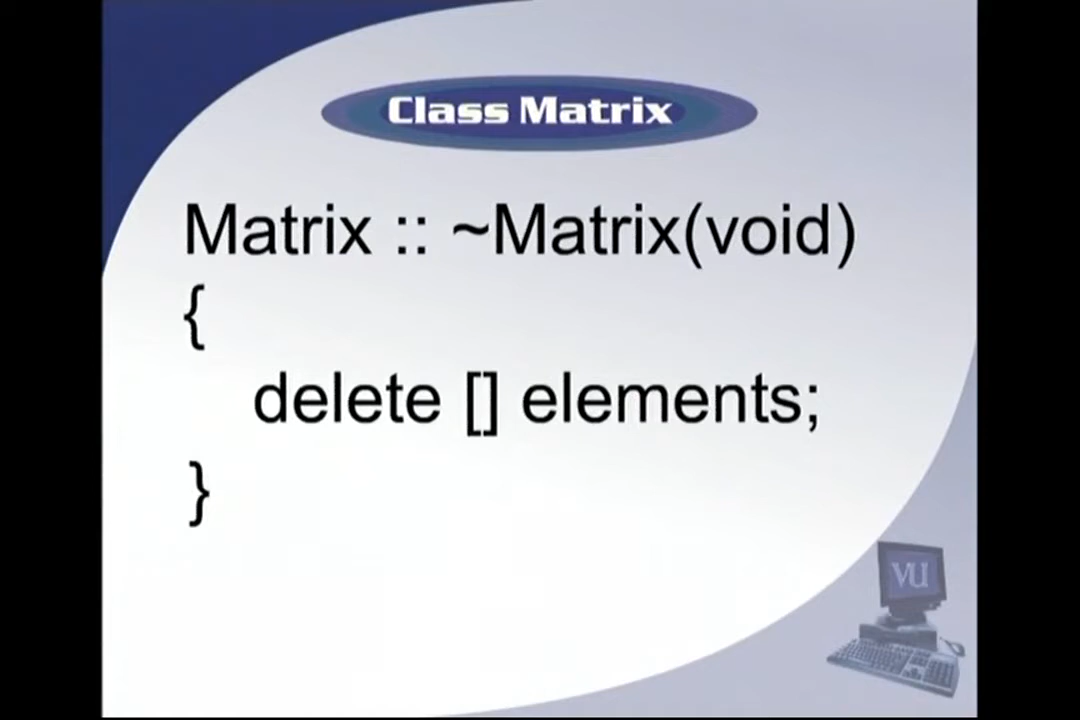 Class Matrix
Matrix :: ~Matrix(void)
{
delete [] elements;
}
VU